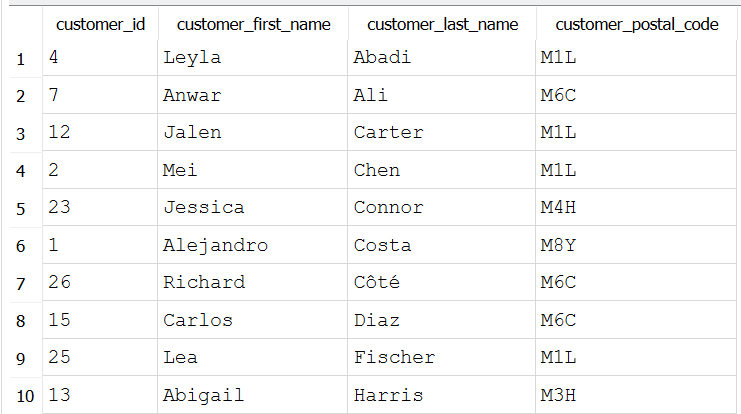 customer_id customer_first_name customer_last_name customer_postal_code
1 4 Leyla Abadi M1L
2 7 Anwar Ali M6C
3 12 Jalen Carter M1L
4 2 Mei Chen M1L
5 23 Jessica Connor M4H
6 1 Alejandro Costa M8Y
7 26 Richard Côté M6C
8 15 Carlos Diaz M6C
9 25 Lea Fischer M1L
10 13 Abigail Harris M3H